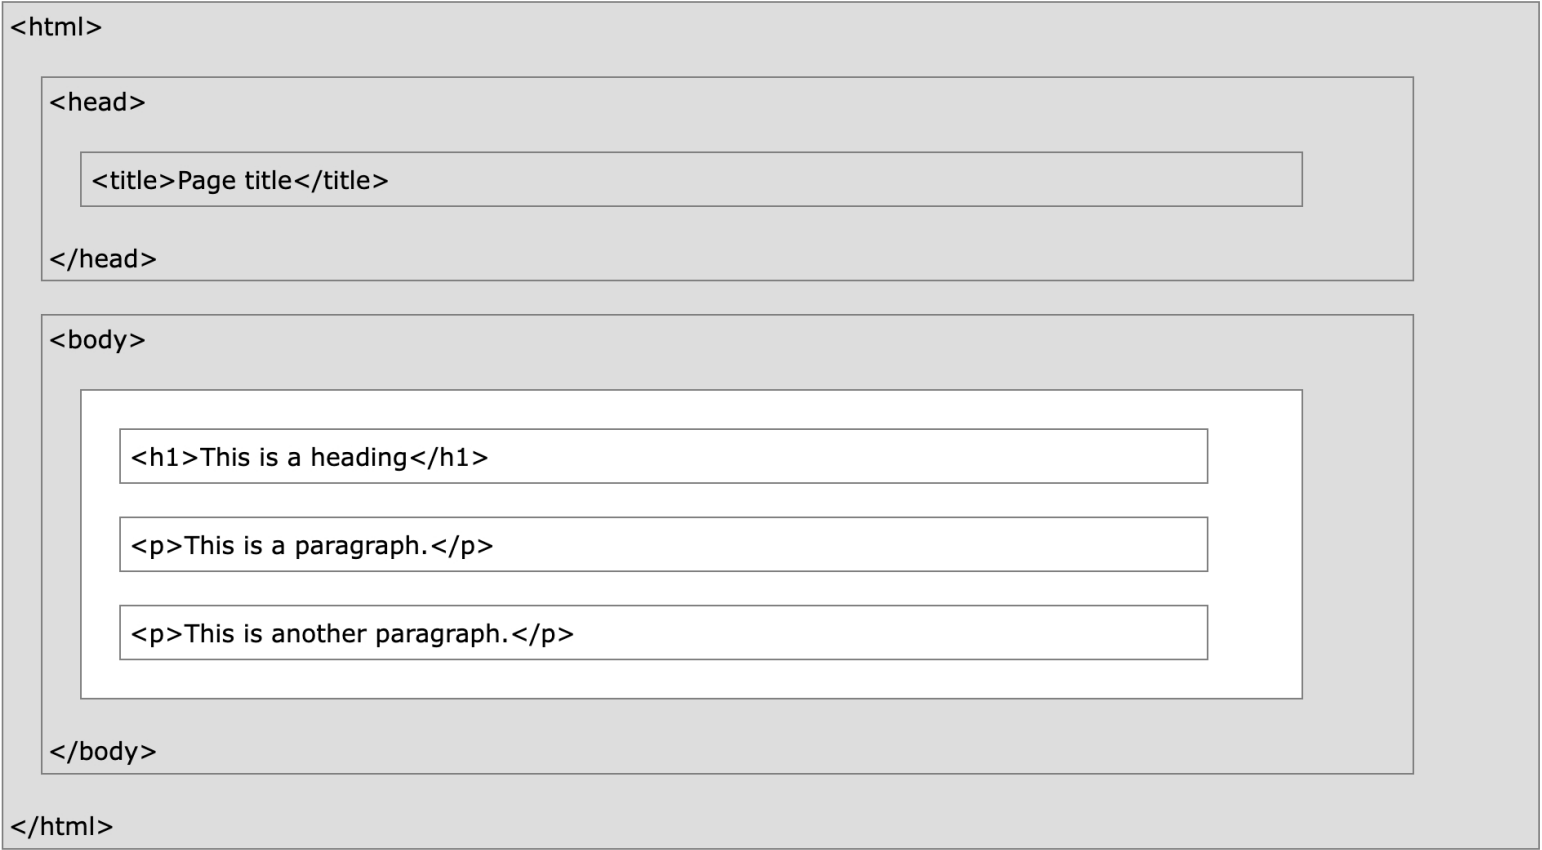 <html>
<head>
<title>Page title</title>
</head>
<body>
<h1>This is a heading</h1>
<p>This is a paragraph.</p>
<p>This is another paragraph.</p>
</body>
</html>